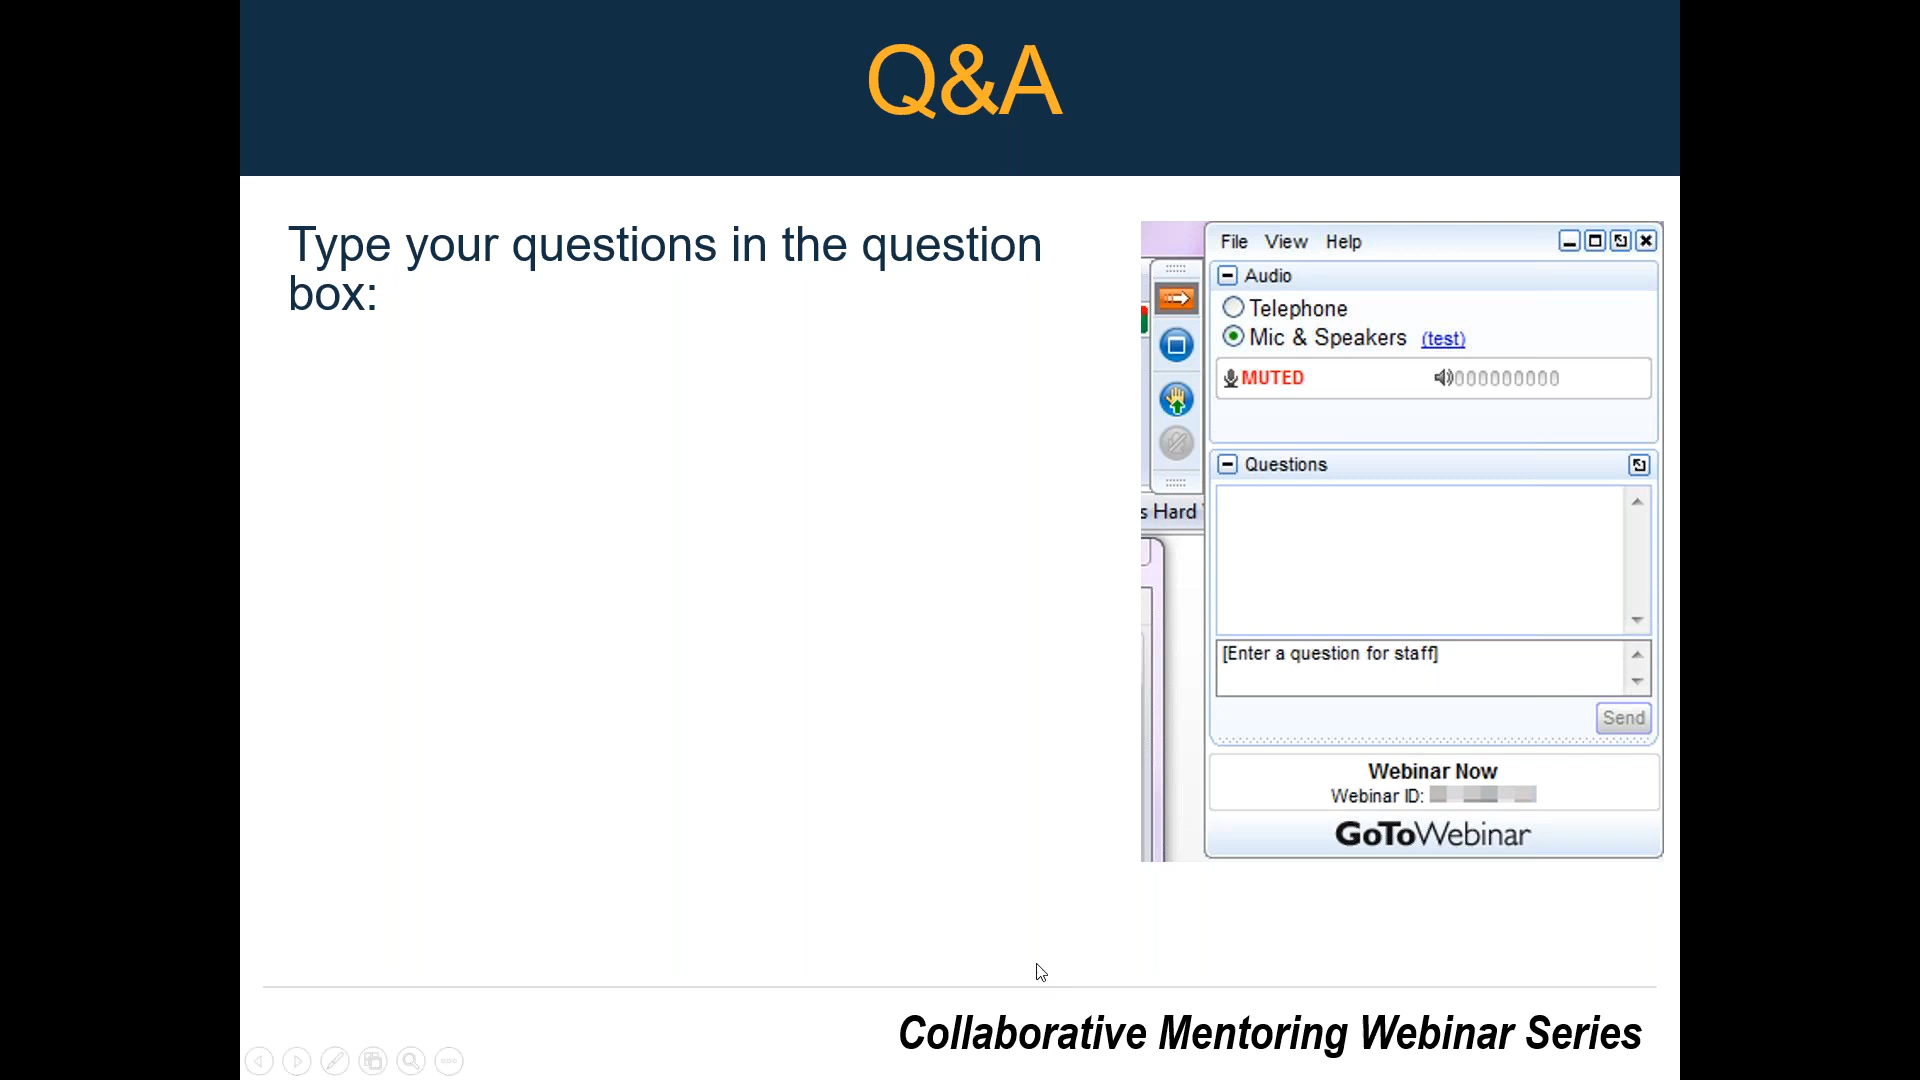 Q&A
Type your questions in the question
box:
File View Help
Audio
Telephone
Mic & Speakers (test)
MUTED
Questions
s Hard
[Enter a question for staff]
Send
Webinar Now
Webinar ID:
GoToWebinar
Collaborative Mentoring Webinar Series